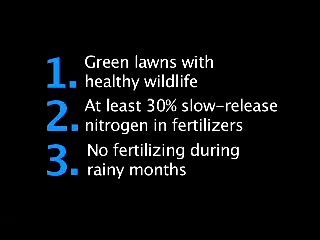 1. Green lawns with
healthy wildlife
2. At least 30% slow-release
nitrogen in fertilizers
3. No fertilizing during
rainy months